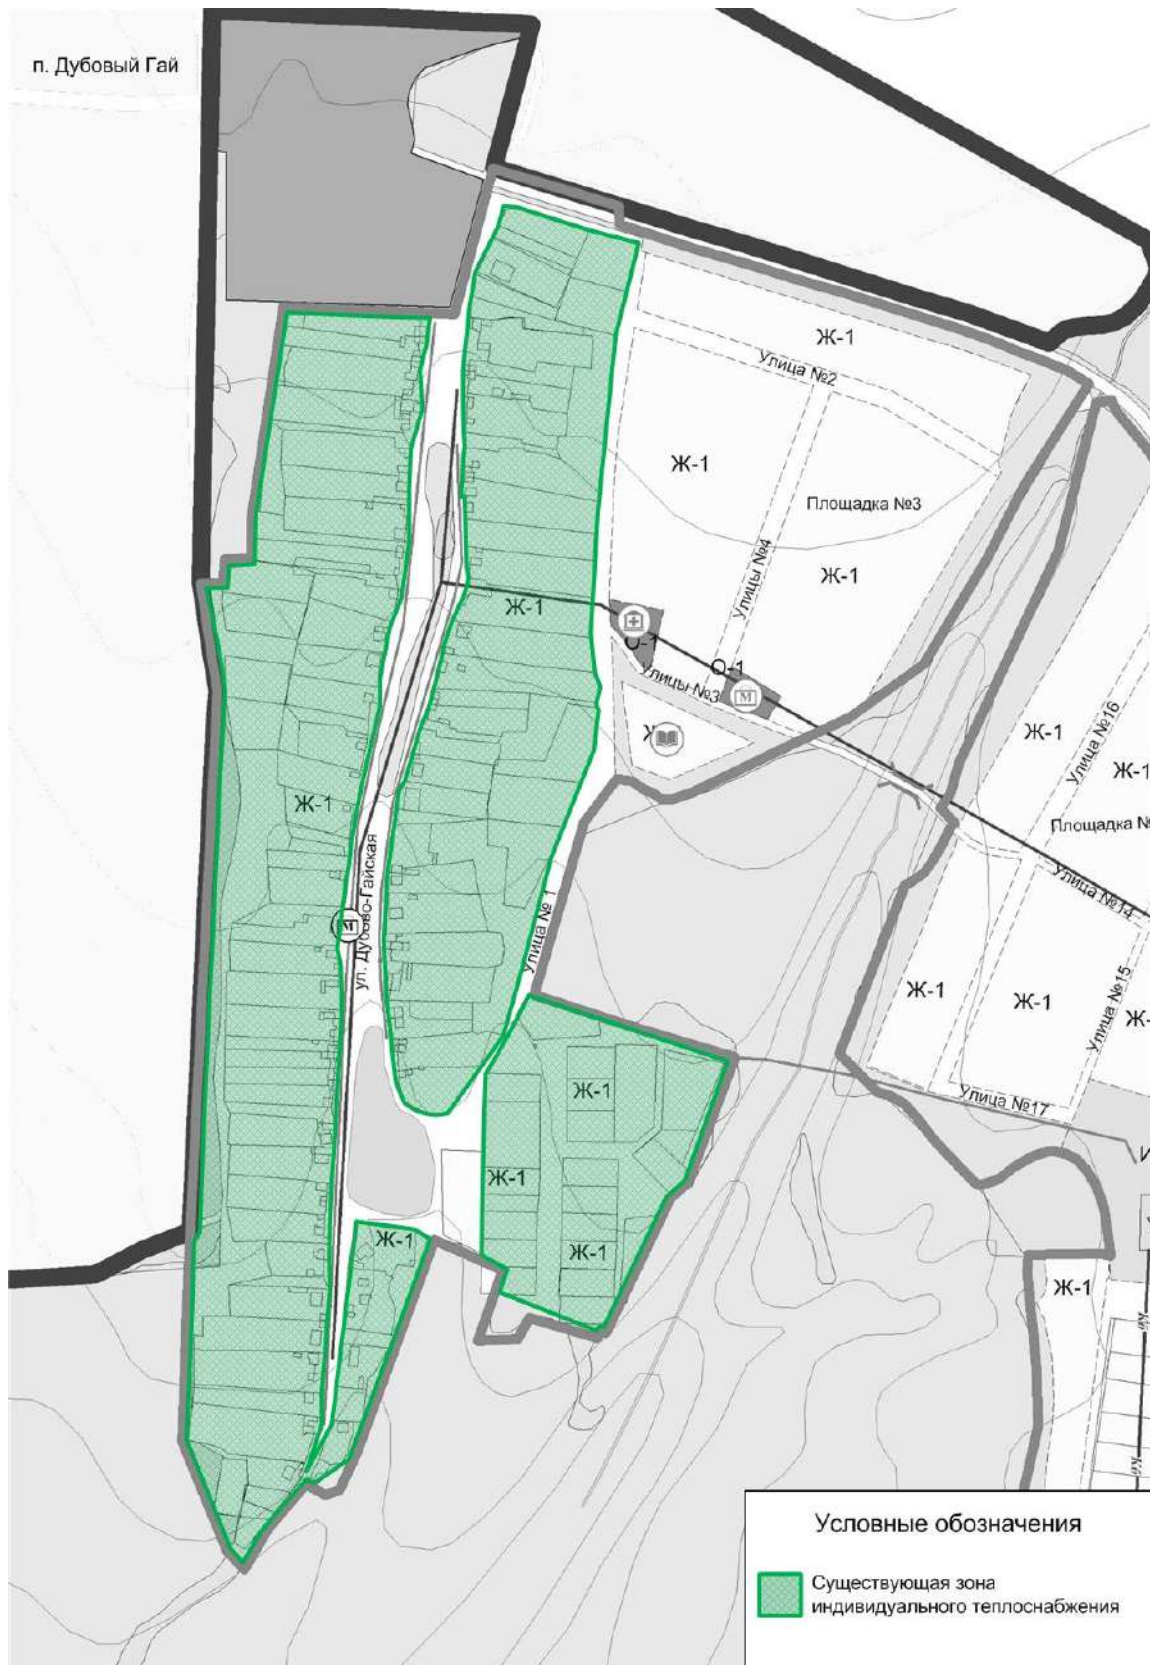 п. Дубовый Гай
Ж-1
Улица №2
Ж-1
Площадка №3
Улицы №4
Ж-1
Ж-1
О-1
О-1
Улицы №3
Улица №16
Ж-1
Ж-1
Ж-1
Площадка №
ул. Дубово-Гайская
М
М
Улица № 1
Улица №14
Ж-1
Ж-1
Улица №15
Ж-
Ж-1
Улица №17
Ж-1
Ж-1
Ж-1
Ж-1
Условные обозначения
Существующая зона
индивидуального теплоснабжения